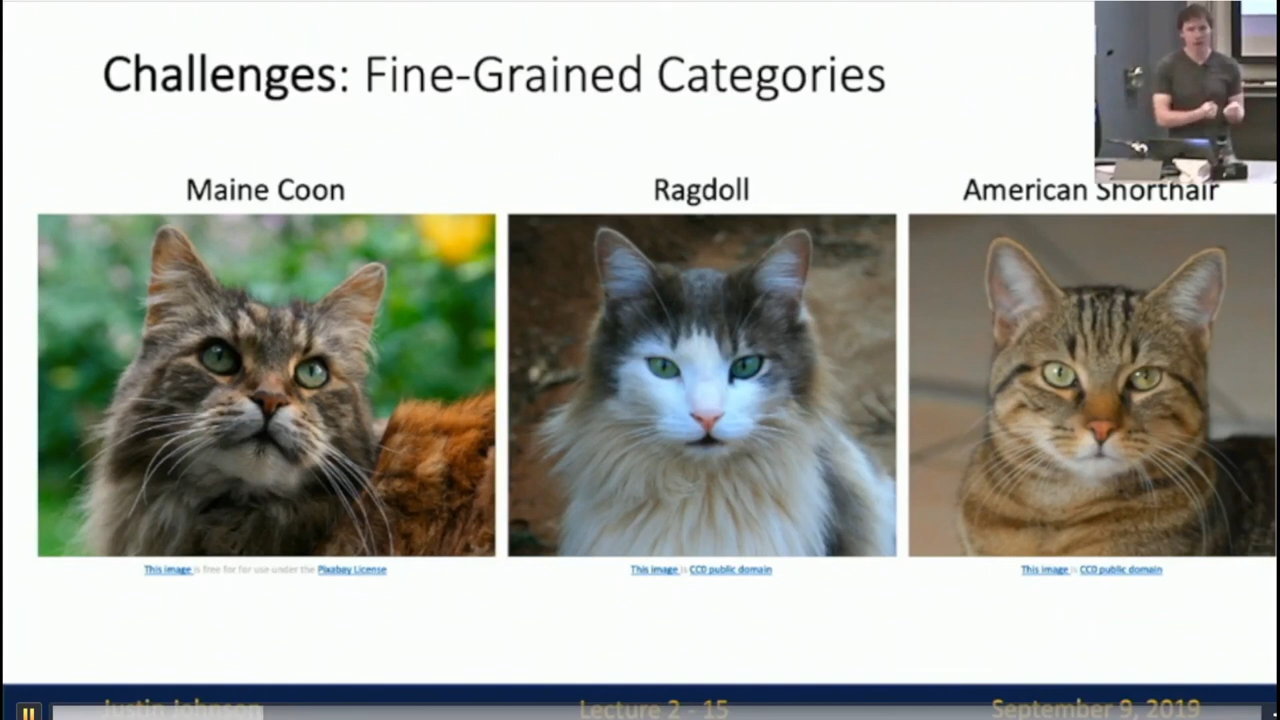 Challenges: Fine-Grained Categories
Maine Coon
Ragdoll
American Shorthair
This image is free for for use under the Pixabay License
This image is CC0 public domain
This image is CC0 public domain
Justin Johnson
Lecture 2 - 15
September 9, 2019